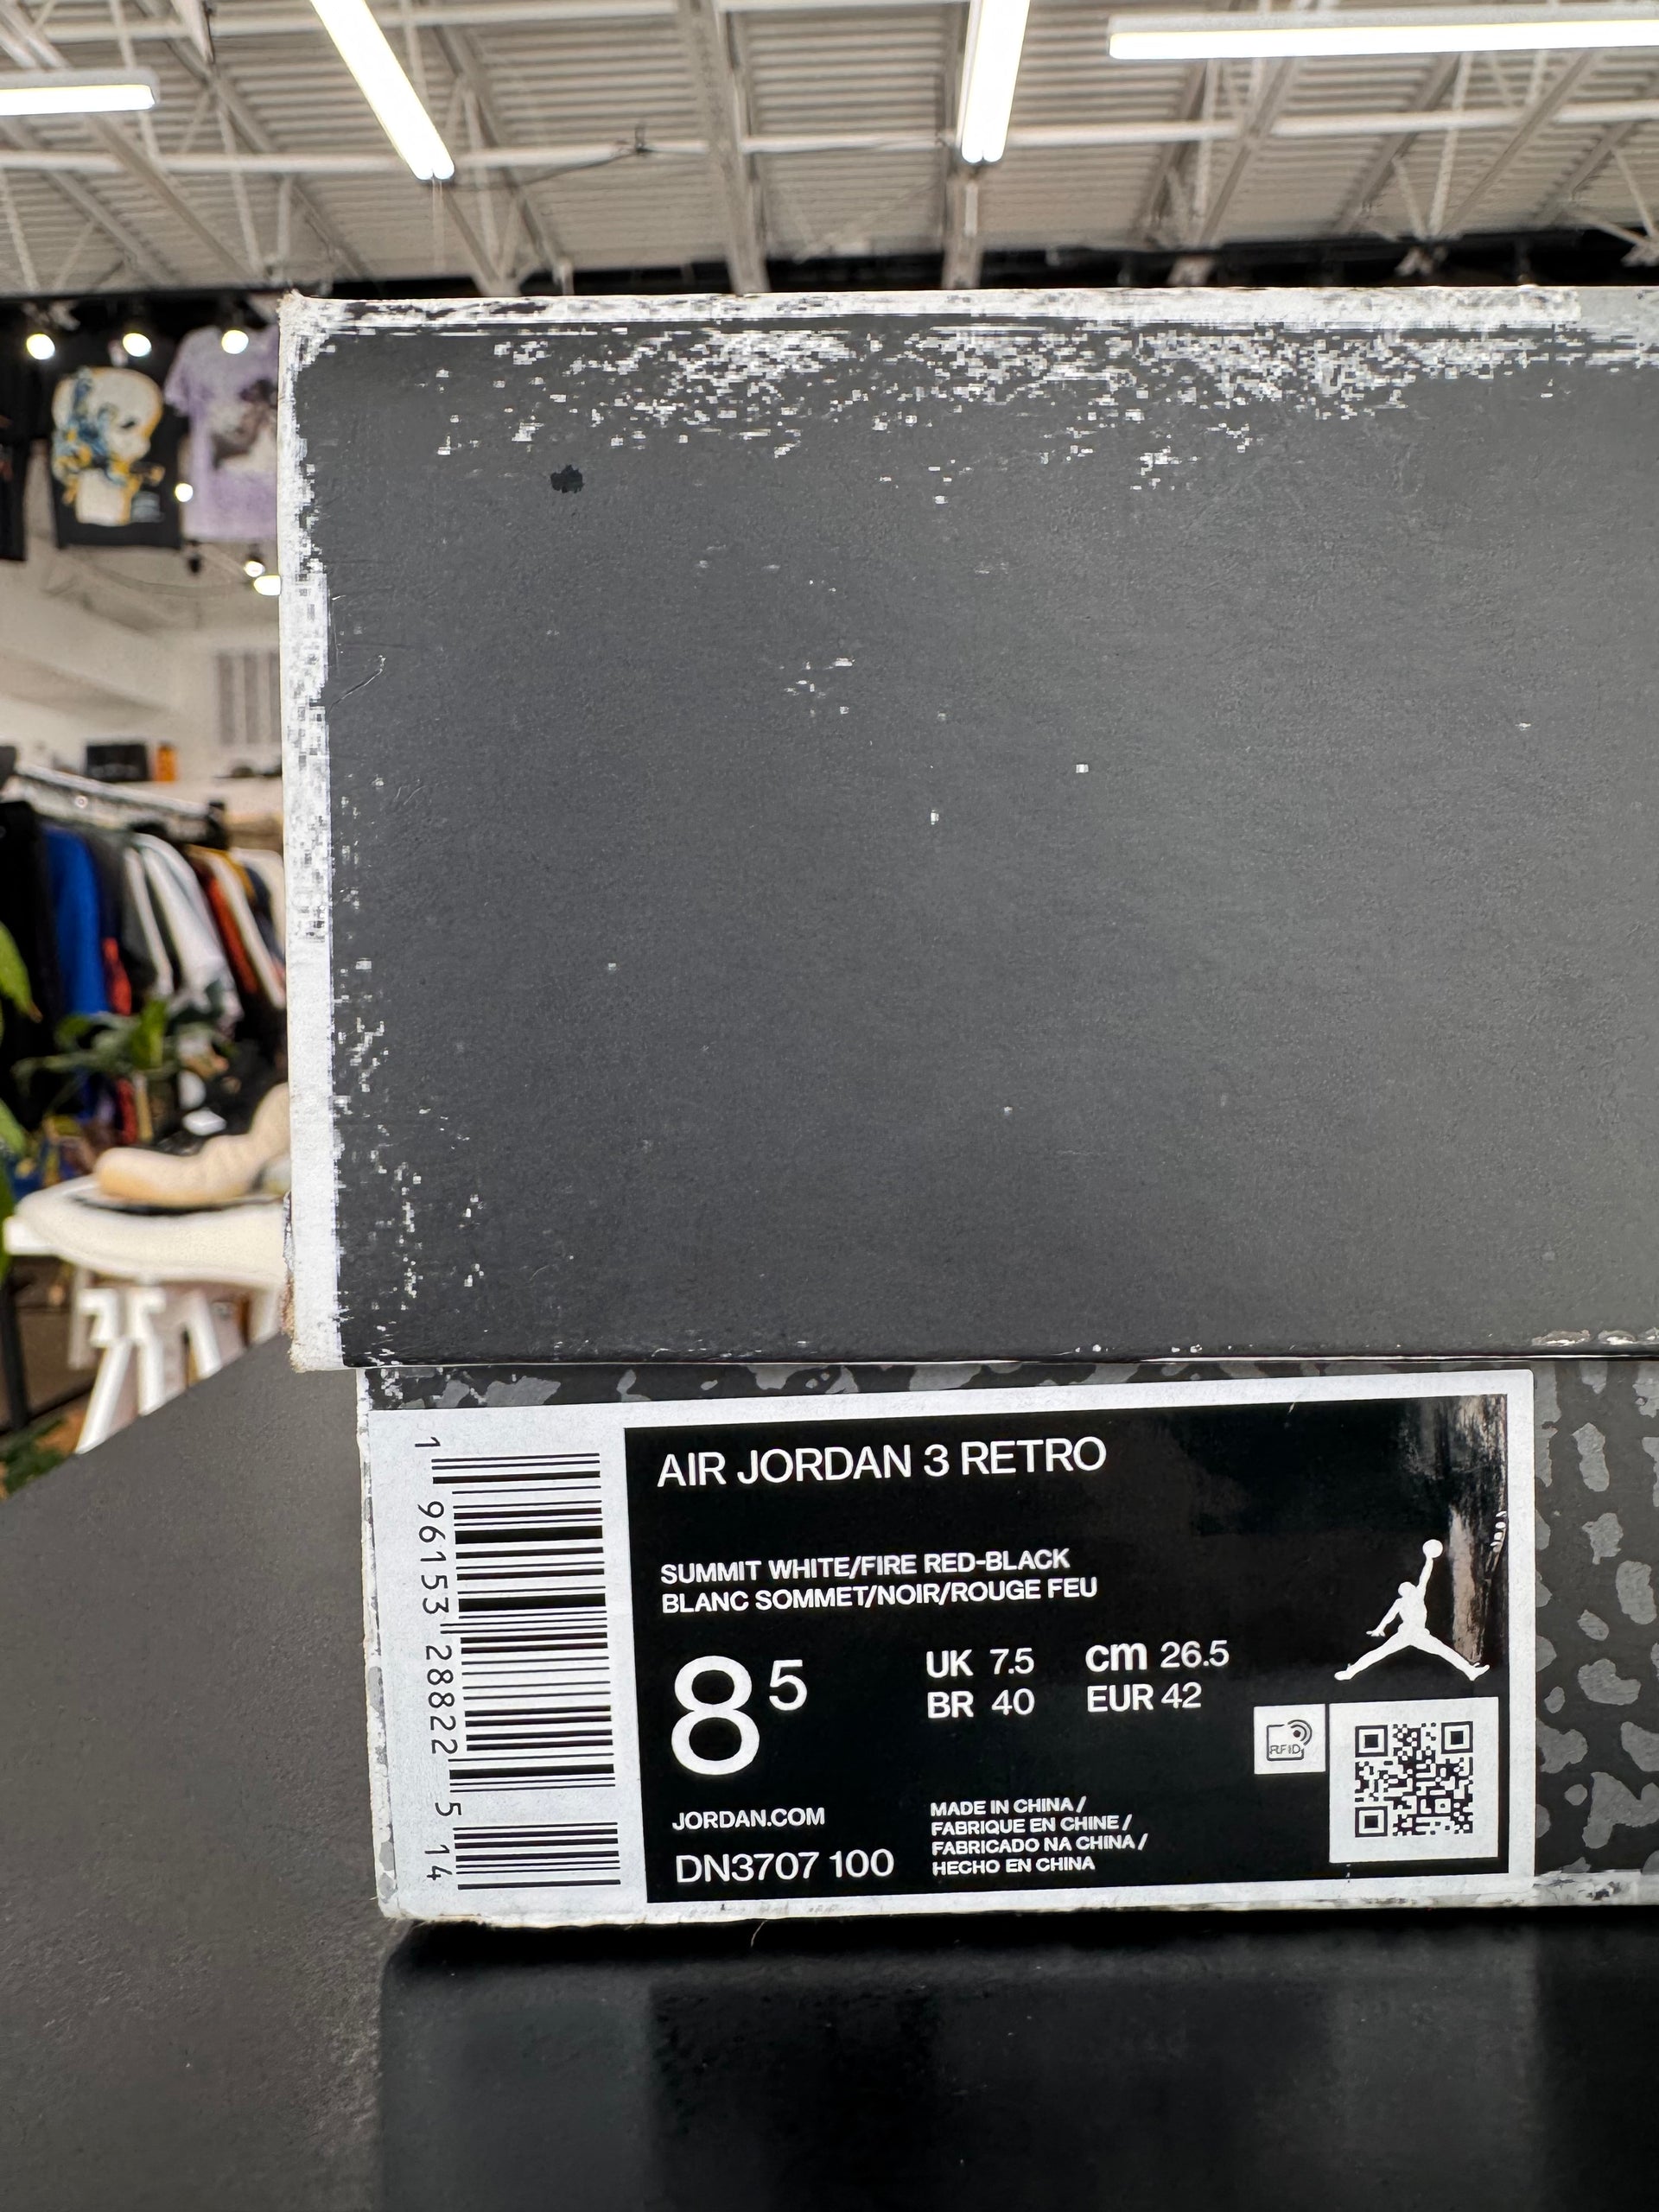 AIR JORDAN 3 RETRO
SUMMIT WHITE/FIRE RED-BLACK
BLANC SOMMET/NOIR/ROUGE FEU
8 5
UK 7.5 cm 26.5
BR 40 EUR 42
RFID
JORDAN.COM
DN3707 100
MADE IN CHINA /
FABRIQUE EN CHINE /
FABRICADO NA CHINA /
HECHO EN CHINA
1 96153 28822 5 14